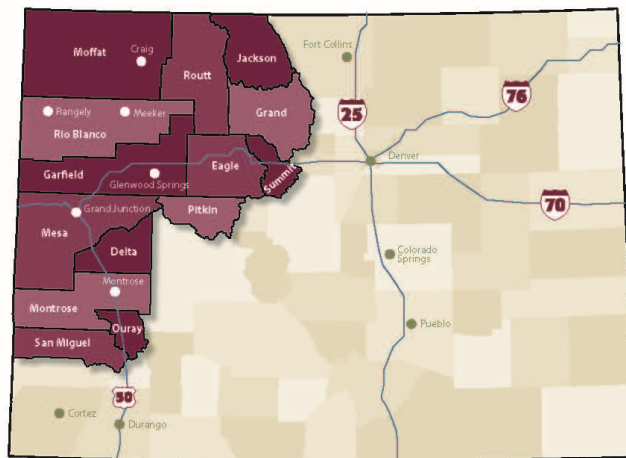 Moffat
Craig
Routt
Jackson
Fort Collins
76
25
Grand
Rangely
Meeker
Rio Blanco
Garfield
Glenwood Springs
Eagle
Summit
Denver
Grand Junction
Pitkin
70
Mesa
Delta
Colorado
Springs
Montrose
Montrose
Ouray
San Miguel
Pueblo
50
Cortez
Durango